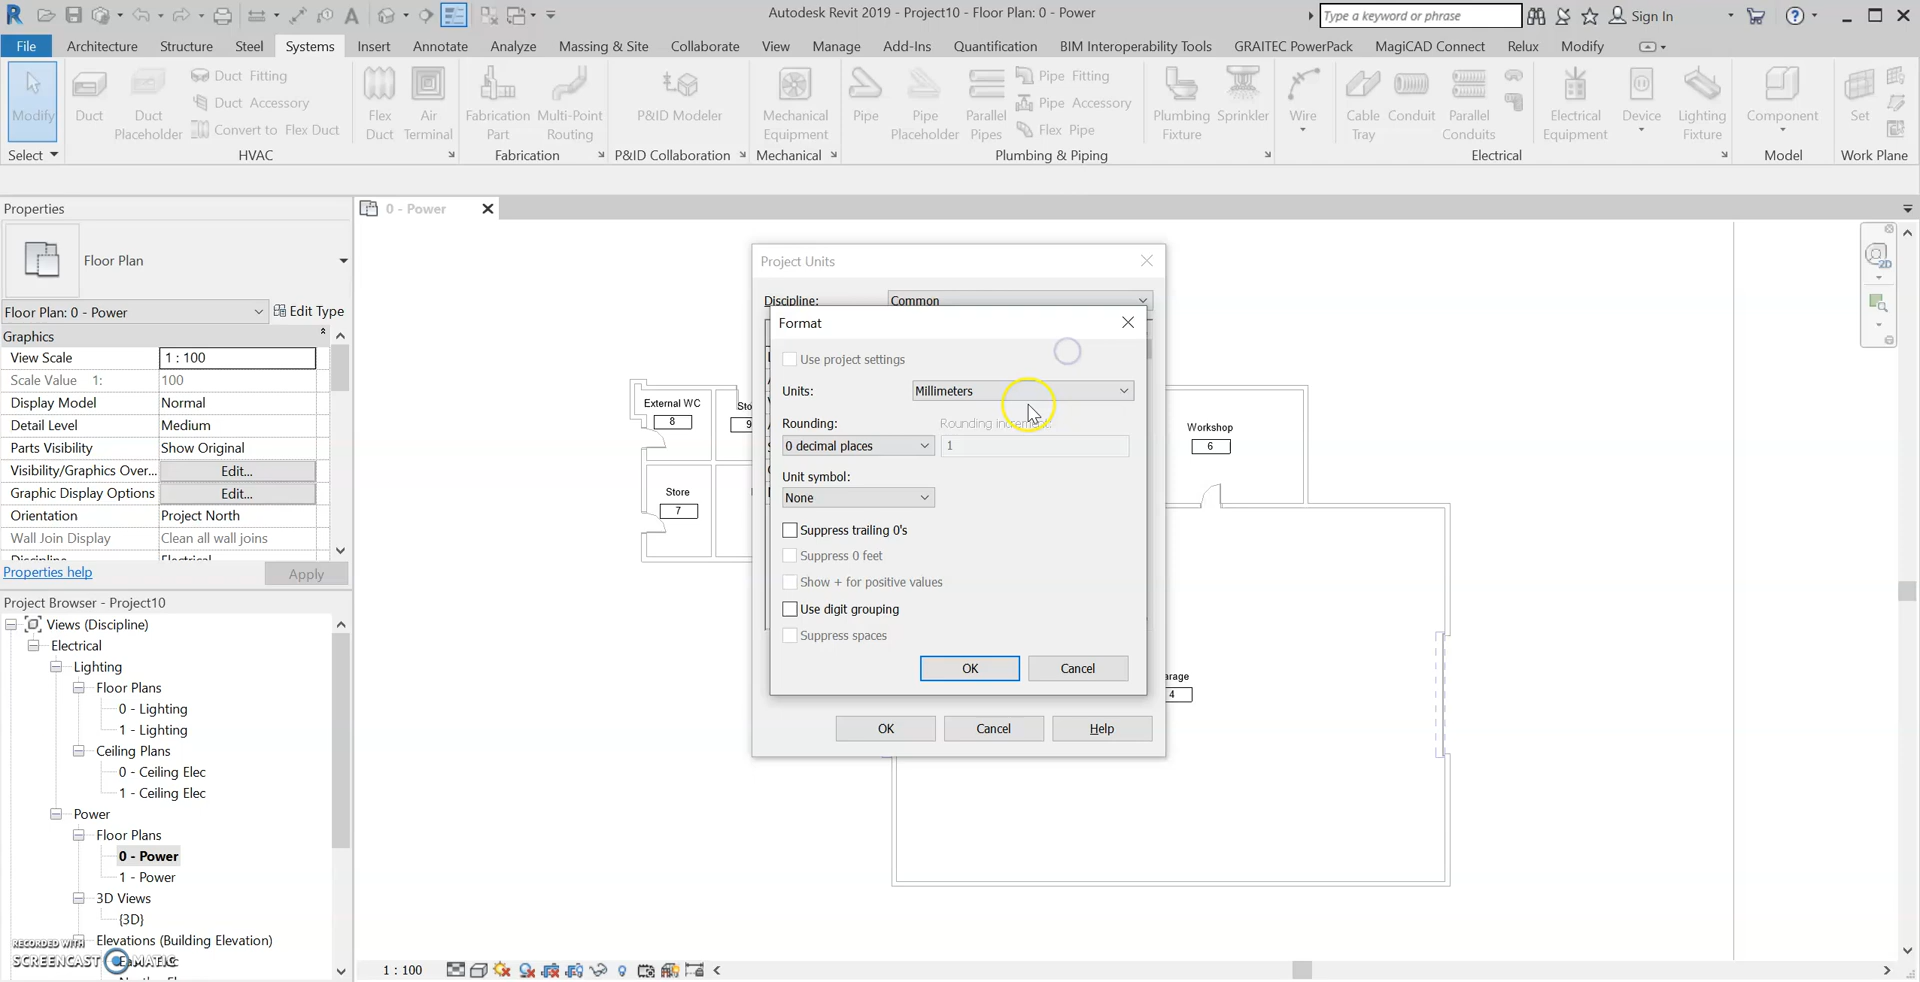 Autodesk Revit 2019 - Project10 - Floor Plan: 0 - Power
Type a keyword or phrase
Sign In
File Architecture Structure Steel Systems Insert Annotate Analyze Massing & Site Collaborate View Manage Add-Ins Quantification BIM Interoperability Tools GRAITEC PowerPack MagiCAD Connect Relux Modify
Modify
Duct
Duct Placeholder
Duct Fitting
Duct Accessory
Convert to Flex Duct
Flex Duct
Air Terminal
Fabrication Part
Multi-Point Routing
P&ID Modeler
Mechanical Equipment
Pipe
Pipe Placeholder
Parallel Pipes
Pipe Fitting
Pipe Accessory
Flex Pipe
Plumbing Fixture
Sprinkler
Wire
Cable Tray
Conduit
Parallel Conduits
Electrical Equipment
Device
Lighting Fixture
Component
Set
Select HVAC Fabrication P&ID Collaboration Mechanical Plumbing & Piping Electrical Model Work Plane
Properties
0 - Power
Floor Plan
Floor Plan: 0 - Power
Edit Type
Graphics
View Scale 1 : 100
Scale Value 1: 100
Display Model Normal
Detail Level Medium
Parts Visibility Show Original
Visibility/Graphics Over... Edit...
Graphic Display Options Edit...
Orientation Project North
Wall Join Display Clean all wall joins
Discipline Electrical
Properties help
Apply
Project Browser - Project10
Views (Discipline)
Electrical
Lighting
Floor Plans
0 - Lighting
1 - Lighting
Ceiling Plans
0 - Ceiling Elec
1 - Ceiling Elec
Power
Floor Plans
0 - Power
1 - Power
3D Views
{3D}
Elevations (Building Elevation)
RECORDED WITH
SCREENCAST MATIC
External WC
8
Sto
9
Store
7
Workshop
6
arage
4
Project Units
Discipline: Common
Format
Use project settings
Units: Millimeters
Rounding:
Rounding increment:
0 decimal places
1
Unit symbol:
None
Suppress trailing 0's
Suppress 0 feet
Show + for positive values
Use digit grouping
Suppress spaces
OK Cancel
OK Cancel Help
1 : 100
2D